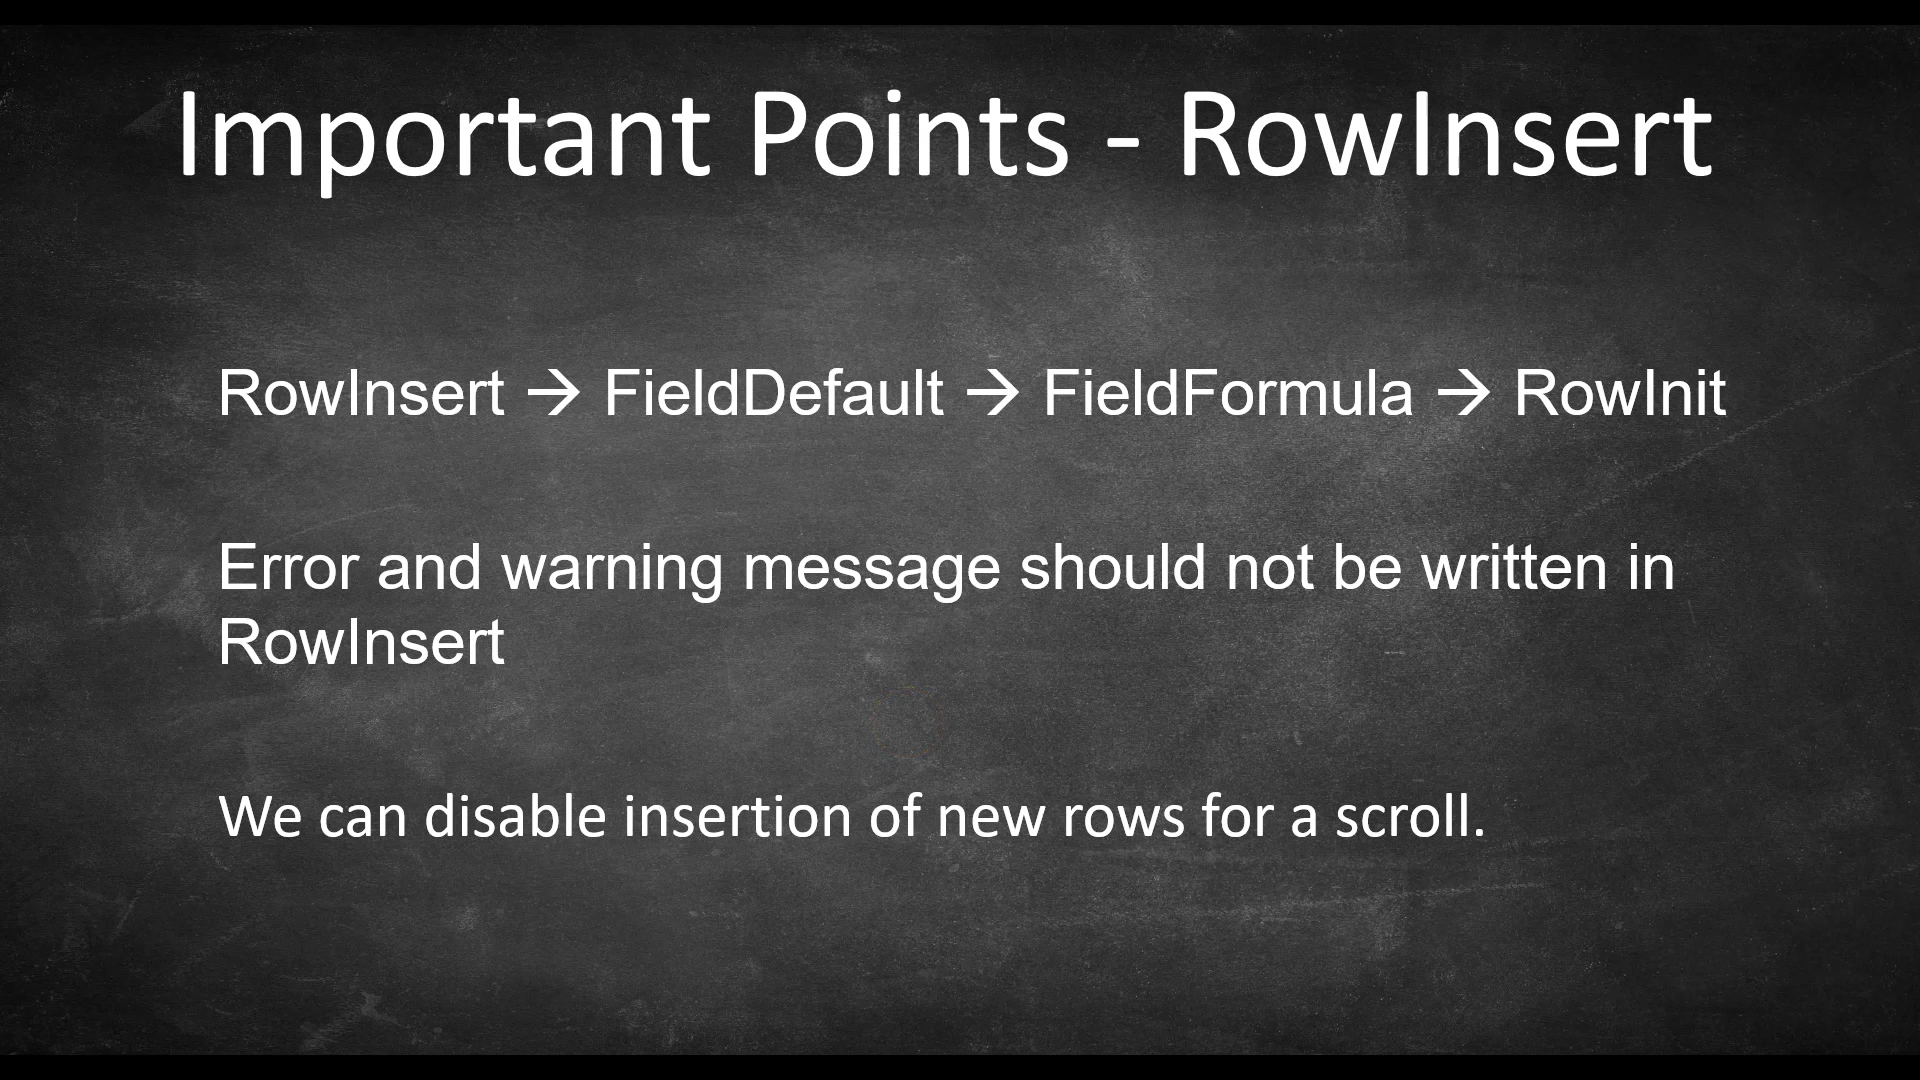 Important Points - RowInsert
RowInsert → FieldDefault → FieldFormula → RowInit
Error and warning message should not be written in
RowInsert
We can disable insertion of new rows for a scroll.